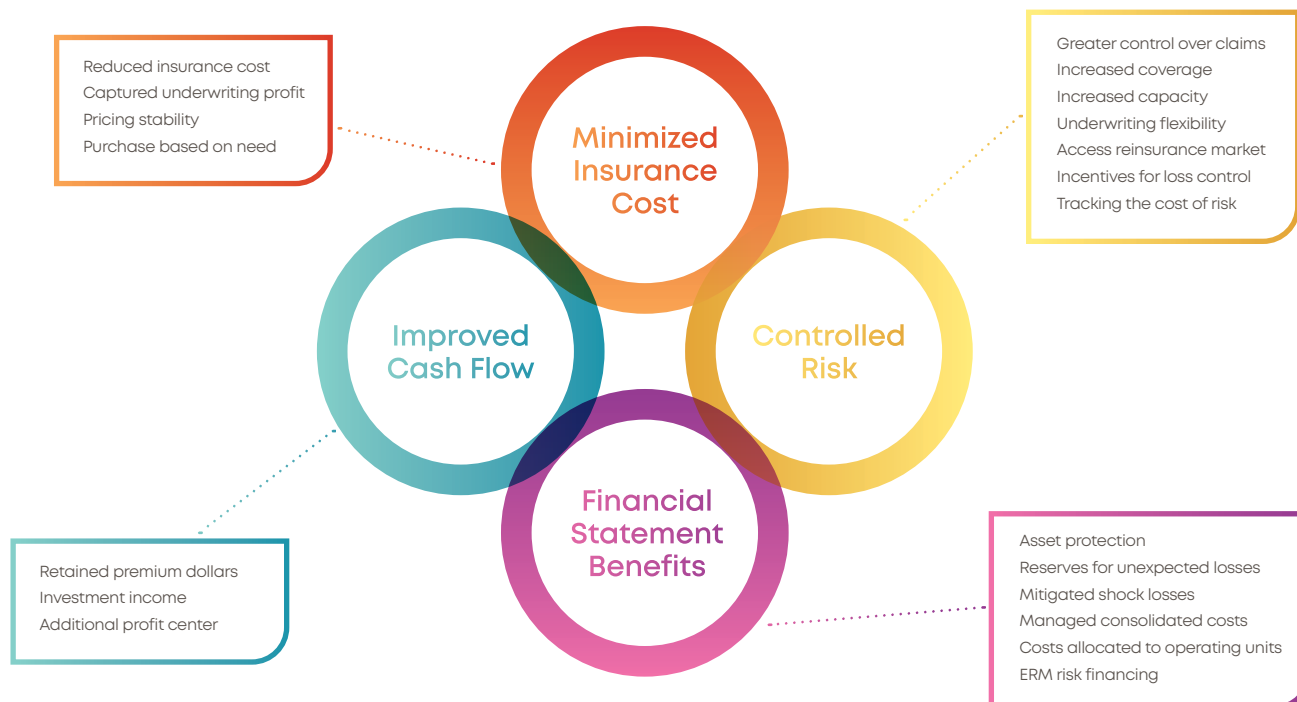 Reduced insurance cost
Captured underwriting profit
Pricing stability
Purchase based on need
Minimized
Insurance
Cost
Greater control over claims
Increased coverage
Increased capacity
Underwriting flexibility
Access reinsurance market
Incentives for loss control
Tracking the cost of risk
Improved
Cash Flow
Controlled
Risk
Financial
Statement
Benefits
Retained premium dollars
Investment income
Additional profit center
Asset protection
Reserves for unexpected losses
Mitigated shock losses
Managed consolidated costs
Costs allocated to operating units
ERM risk financing